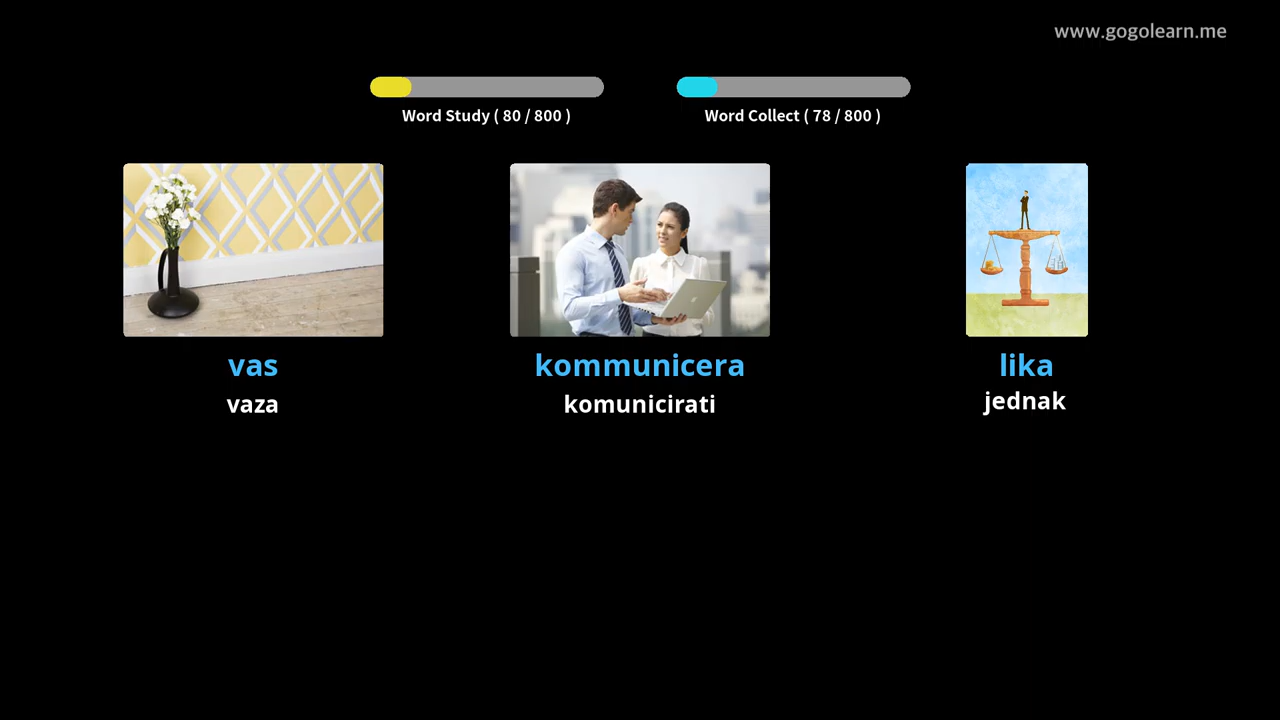 www.gogolearn.me
Word Study ( 80 / 800 )
Word Collect ( 78 / 800 )
vas
vaza
kommunicera
komunicirati
lika
jednak